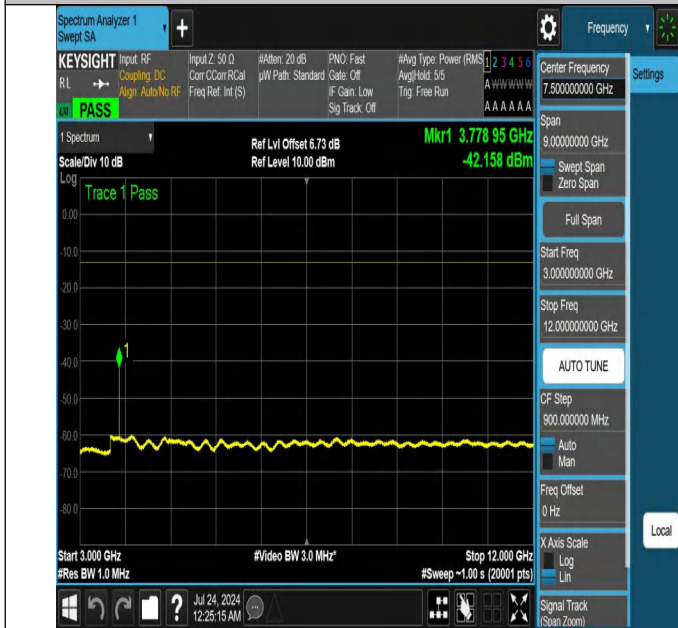 Spectrum Analyzer 1
Swept SA
+
Frequency
KEYSIGHT
RL
PASS
Input: RF
Coupling: DC
Align: Auto/No RF
Input Z: 50 Ω
Corr CCorr RCal
Freq Ref: Int (S)
#Atten: 20 dB
µW Path: Standard
PNO: Fast
Gate: Off
IF Gain: Low
Sig Track: Off
#Avg Type: Power (RMS
Avg|Hold: 5/5
Trig: Free Run
1 2 3 4 5 6
A W W W W W
A A A A A A
Center Frequency
7.500000000 GHz
Settings
Span
9.00000000 GHz
Swept Span
Zero Span
Full Span
Start Freq
3.000000000 GHz
Stop Freq
12.000000000 GHz
AUTO TUNE
CF Step
900.000000 MHz
Auto
Man
Freq Offset
0 Hz
X Axis Scale
Log
Lin
Signal Track
(Span Zoom)
Local
1 Spectrum
Scale/Div 10 dB
Ref Lvl Offset 6.73 dB
Ref Level 10.00 dBm
Mkr1 3.778 95 GHz
-42.158 dBm
Log
Trace 1 Pass
0.00
-10.0
-20.0
-30.0
1
-40.0
-50.0
-60.0
-70.0
-80.0
Start 3.000 GHz
#Res BW 1.0 MHz
#Video BW 3.0 MHz*
Stop 12.000 GHz
#Sweep ~1.00 s (20001 pts)
?
Jul 24, 2024
12:25:15 AM